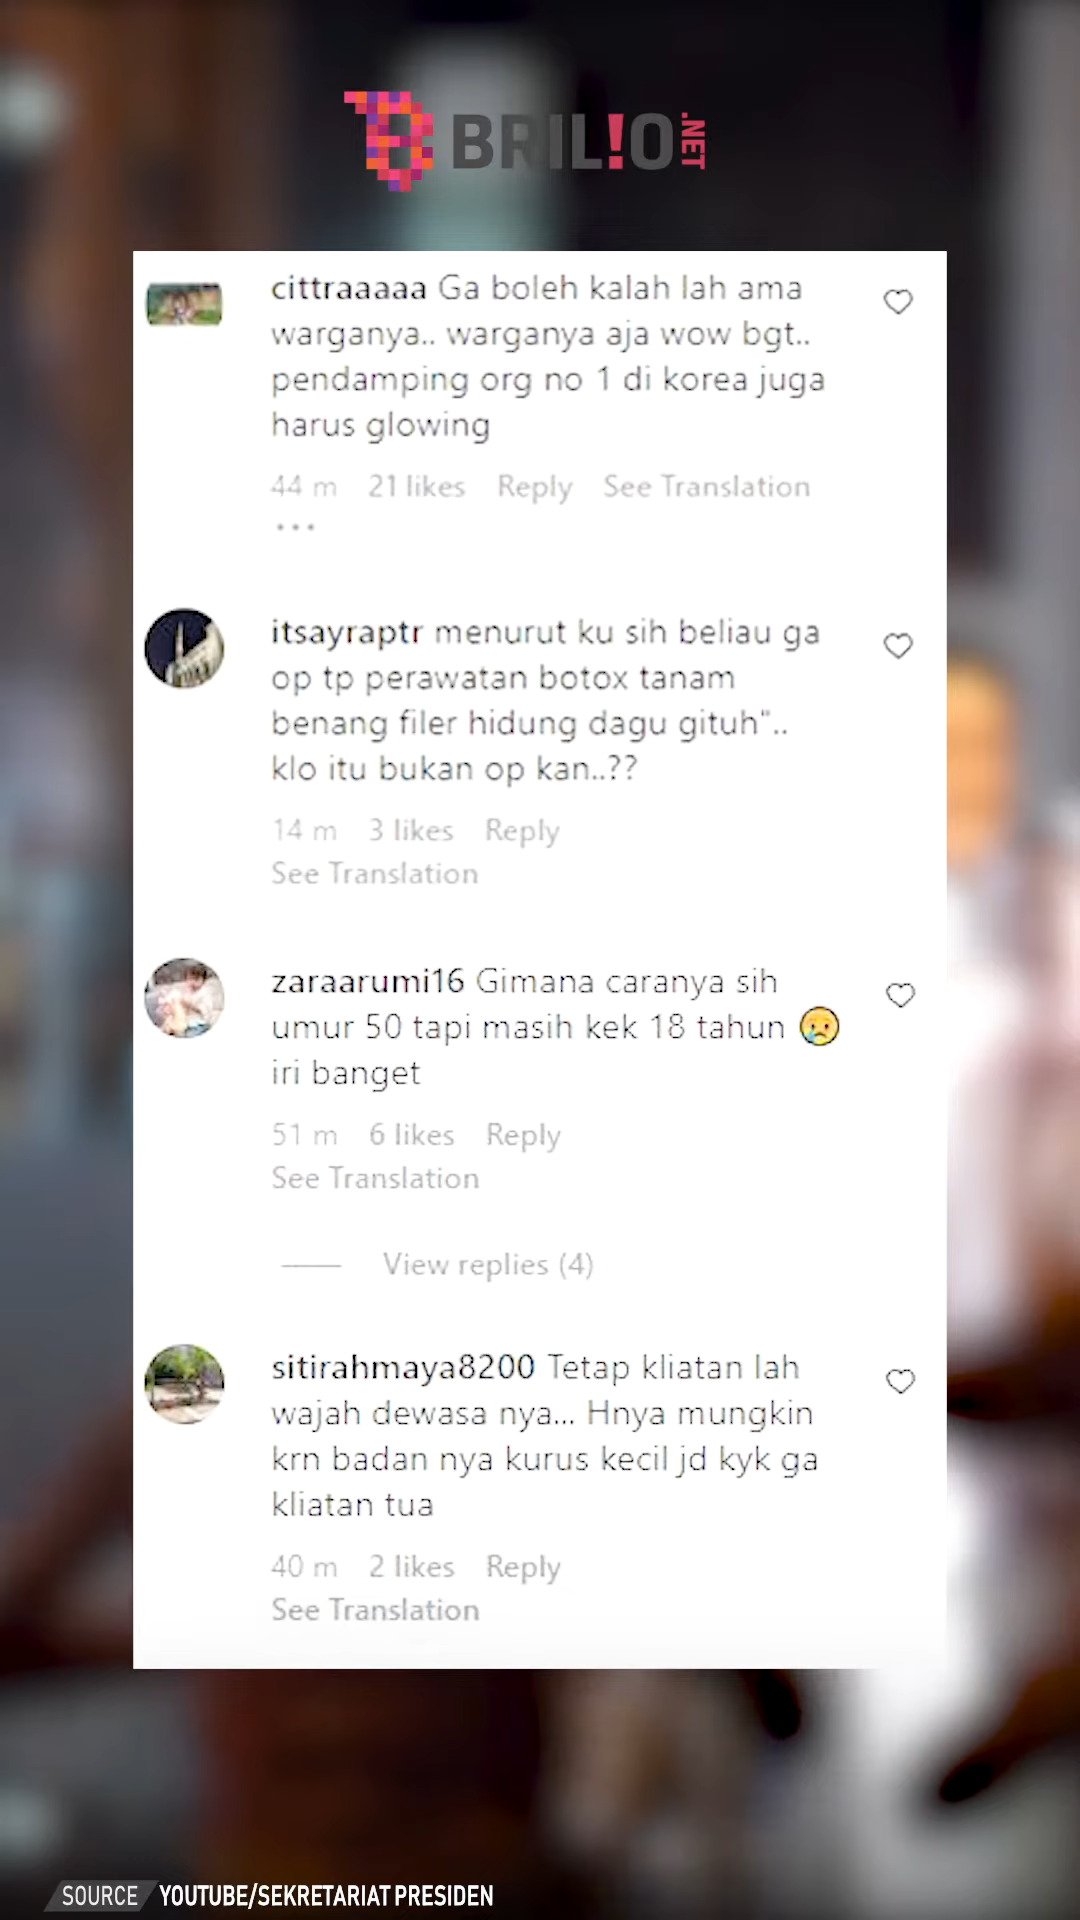 BRIL!O.NET
cittraaaaa Ga boleh kalah lah ama
warganya.. warganya aja wow bgt..
pendamping org no 1 di korea juga
harus glowing
44 m 21 likes Reply See Translation
•••
itsayraptr menurut ku sih beliau ga
op tp perawatan botox tanam
benang filer hidung dagu gituh"..
klo itu bukan op kan..??
14 m 3 likes Reply
See Translation
zaraarumi16 Gimana caranya sih
umur 50 tapi masih kek 18 tahun 😥
iri banget
51 m 6 likes Reply
See Translation
View replies (4)
sitirahmaya8200 Tetap kliatan lah
wajah dewasa nya... Hnya mungkin
krn badan nya kurus kecil jd kyk ga
kliatan tua
40 m 2 likes Reply
See Translation
SOURCE YOUTUBE/SEKRETARIAT PRESIDEN